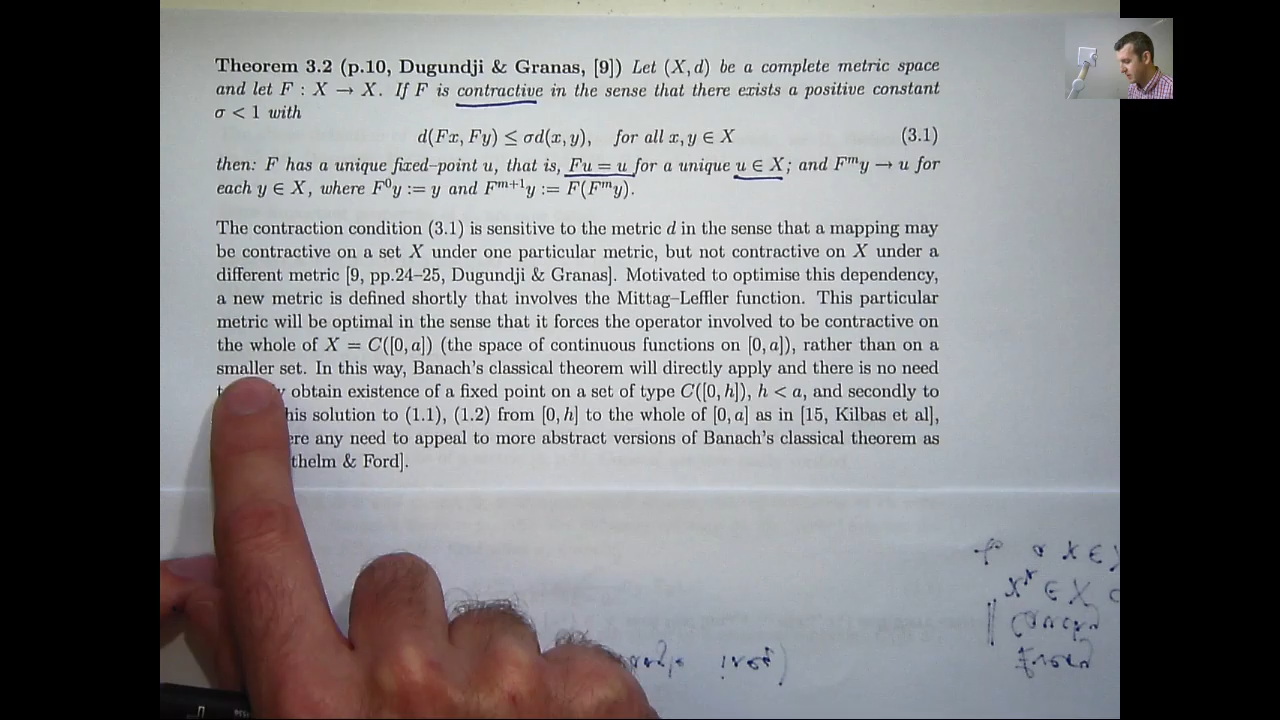 Theorem 3.2 (p.10, Dugundji & Granas, [9]) Let (X, d) be a complete metric space
and let F : X → X. If F is contractive in the sense that there exists a positive constant
σ < 1 with
d(Fx, Fy) ≤ σd(x, y), for all x, y ∈ X (3.1)
then: F has a unique fixed–point u, that is, Fu = u for a unique u ∈ X; and Fᵐy → u for
each y ∈ X, where F⁰y := y and Fᵐ⁺¹y := F(Fᵐy).
The contraction condition (3.1) is sensitive to the metric d in the sense that a mapping may
be contractive on a set X under one particular metric, but not contractive on X under a
different metric [9, pp.24–25, Dugundji & Granas]. Motivated to optimise this dependency,
a new metric is defined shortly that involves the Mittag–Leffler function. This particular
metric will be optimal in the sense that it forces the operator involved to be contractive on
the whole of X = C([0, a]) (the space of continuous functions on [0, a]), rather than on a
smaller set. In this way, Banach's classical theorem will directly apply and there is no need
obtain existence of a fixed point on a set of type C([0, h]), h < a, and secondly to
his solution to (1.1), (1.2) from [0, h] to the whole of [0, a] as in [15, Kilbas et al],
ere any need to appeal to more abstract versions of Banach's classical theorem as
thelm & Ford].